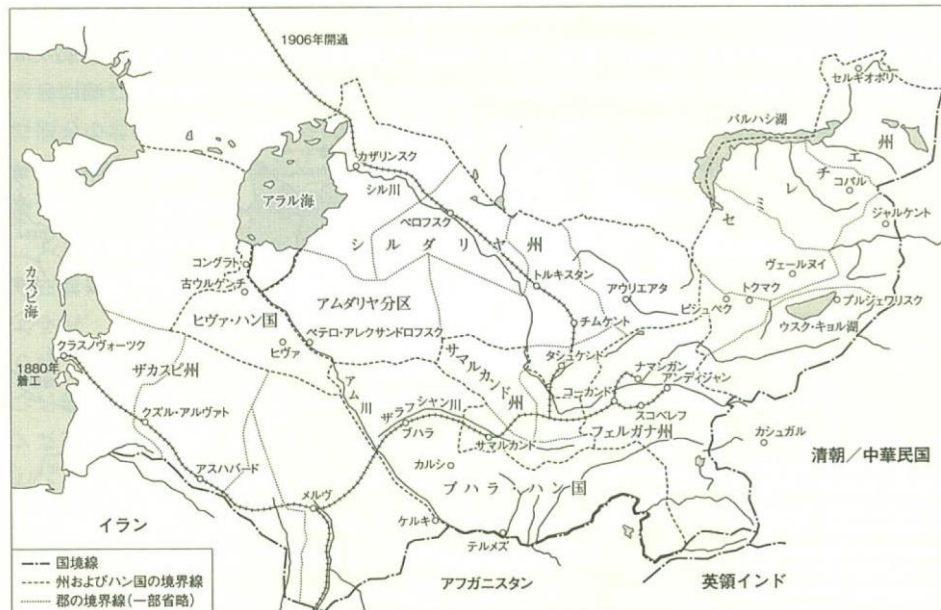 1906年開通
セルギオポリ
バルハシ湖
カザリンスク
シル川
アラル海
ペロフスク
セミレチエ州
コパル
ジャルケント
シルダリヤ州
コングラト
古ウルゲンチ
トルキスタン
アウリエアタ
ヴェールヌイ
アムダリヤ分区
ピシュペク
トクマク
プルジェワリスク
ウスク・キョル湖
カスピ海
ヒヴァ・ハン国
ペテロ・アレクサンドロフスク
チムケント
ヒヴァ
クラスノヴォーツク
1880年
着工
ザカスピ州
タシュケンド
サマルカンド州
ナマンガン
アンディジャン
コーカンド
スコベレフ
アム川
ザラフシャン川
クズル・アルヴァト
ブハラ
サマルカンド
フェルガナ州
カシュガル
清朝/中華民国
カルシ
アスハバード
メルヴ
ブハラ・ハン国
イラン
ケルキ
テルメズ
アフガニスタン
英領インド
国境線
州およびハン国の境界線
郡の境界線(一部省略)